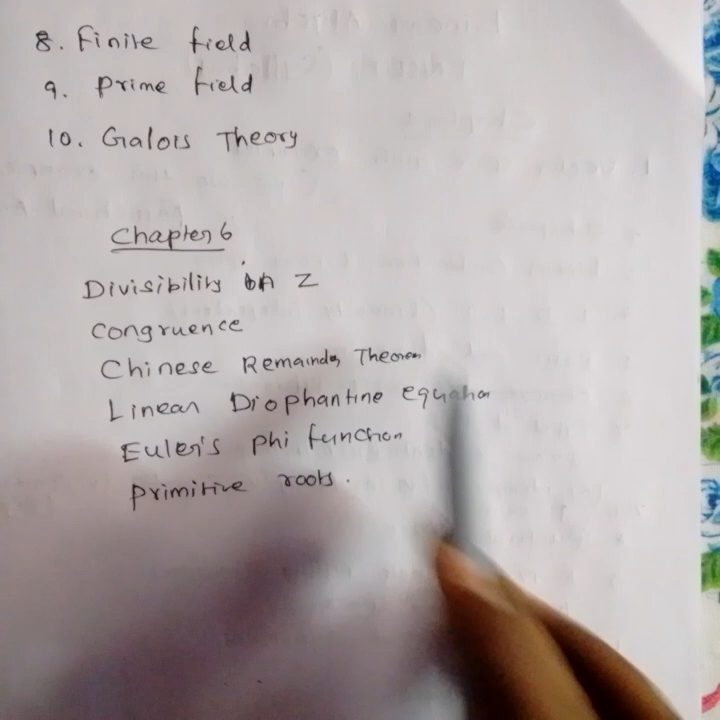 8. Finite field
9. Prime field
10. Galois Theory
Chapter 6
Divisibility in Z
Congruence
Chinese Remainder Theorem
Linear Diophantine equation
Euler's phi function
Primitive roots.